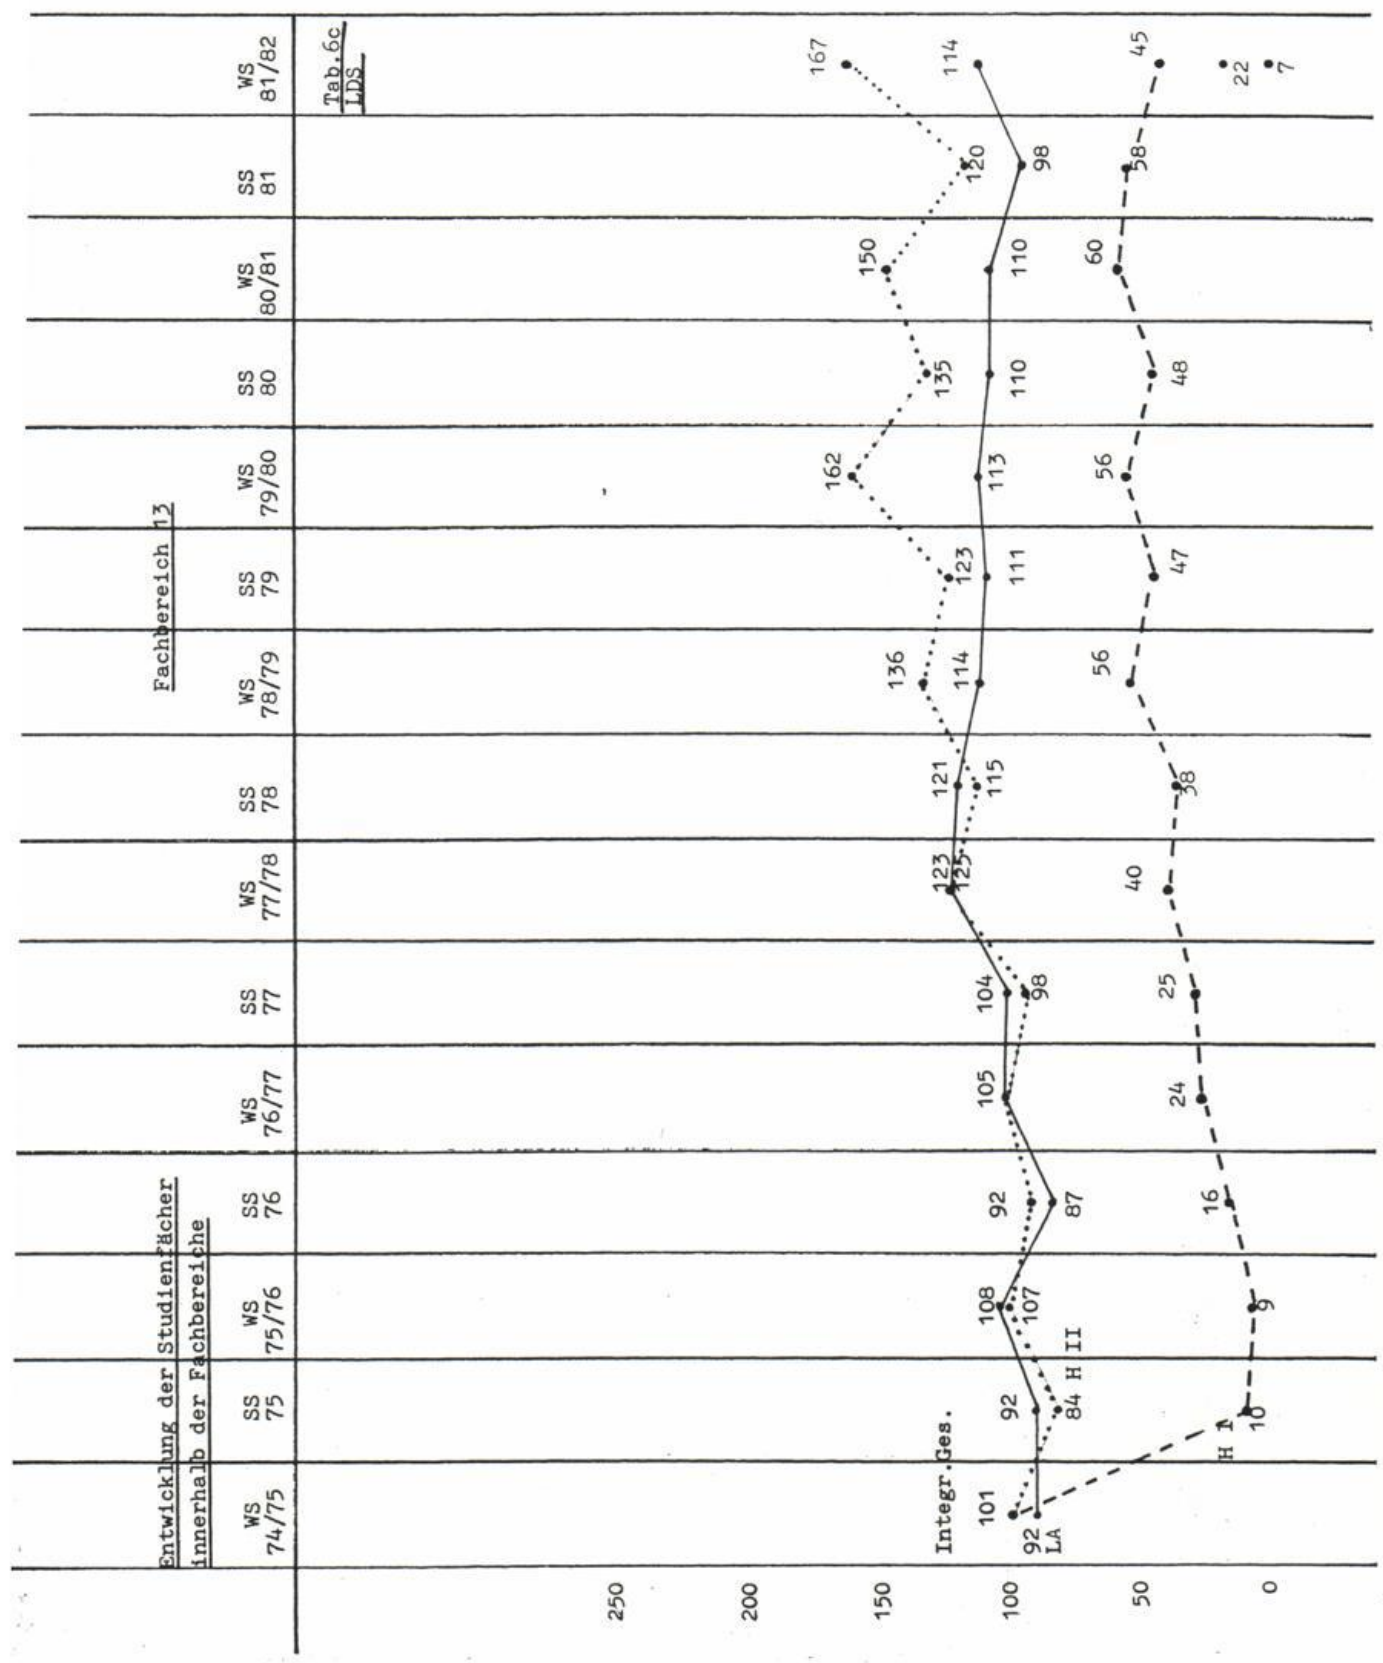 Entwicklung der Studienfächer
innerhalb der Fachbereiche
Fachbereich 13
WS
74/75
SS
75
WS
75/76
SS
76
WS
76/77
SS
77
WS
77/78
SS
78
WS
78/79
SS
79
WS
79/80
SS
80
WS
80/81
SS
81
WS
81/82
Tab.6c
LDS
250
200
150
100
50
0
Integr.Ges.
101
92
LA
92
84 H II
H I
10
108
107
9
92
87
16
105
24
104
98
25
123
125
40
121
115
38
136
114
56
123
111
47
162
113
56
135
110
48
150
110
60
120
98
58
167
114
45
22
7